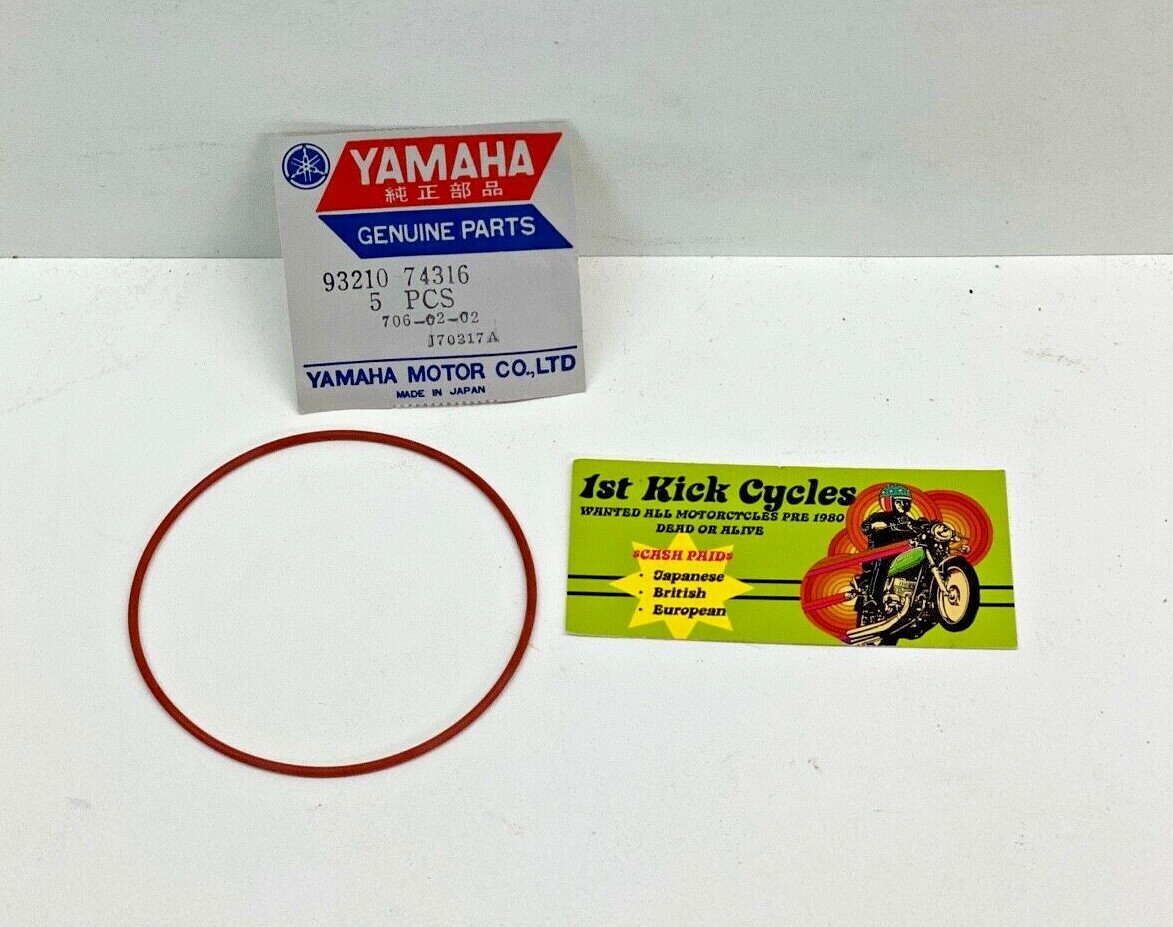 YAMAHA
純正部品
GENUINE PARTS
93210 74316
5 PCS
706-02-02
J70317A
YAMAHA MOTOR CO.,LTD
MADE IN JAPAN
1st Kick Cycles
WANTED ALL MOTORCYCLES PRE 1980
DEAD OR ALIVE
$CASH PAID$
· Japanese
· British
· European